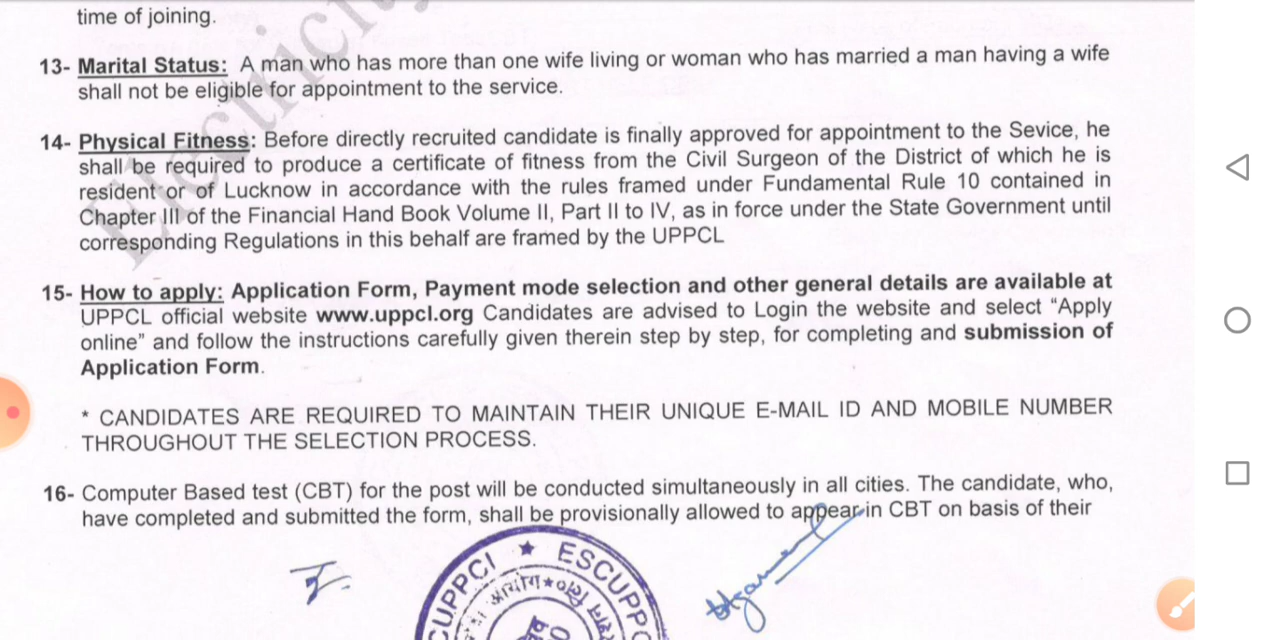 time of joining.
13- Marital Status: A man who has more than one wife living or woman who has married a man having a wife
shall not be eligible for appointment to the service.
14- Physical Fitness: Before directly recruited candidate is finally approved for appointment to the Sevice, he
shall be required to produce a certificate of fitness from the Civil Surgeon of the District of which he is
resident or of Lucknow in accordance with the rules framed under Fundamental Rule 10 contained in
Chapter III of the Financial Hand Book Volume II, Part II to IV, as in force under the State Government until
corresponding Regulations in this behalf are framed by the UPPCL
15- How to apply: Application Form, Payment mode selection and other general details are available at
UPPCL official website www.uppcl.org Candidates are advised to Login the website and select “Apply
online” and follow the instructions carefully given therein step by step, for completing and submission of
Application Form.
* CANDIDATES ARE REQUIRED TO MAINTAIN THEIR UNIQUE E-MAIL ID AND MOBILE NUMBER
THROUGHOUT THE SELECTION PROCESS.
16- Computer Based test (CBT) for the post will be conducted simultaneously in all cities. The candidate, who,
have completed and submitted the form, shall be provisionally allowed to appear in CBT on basis of their
ESCUPPC